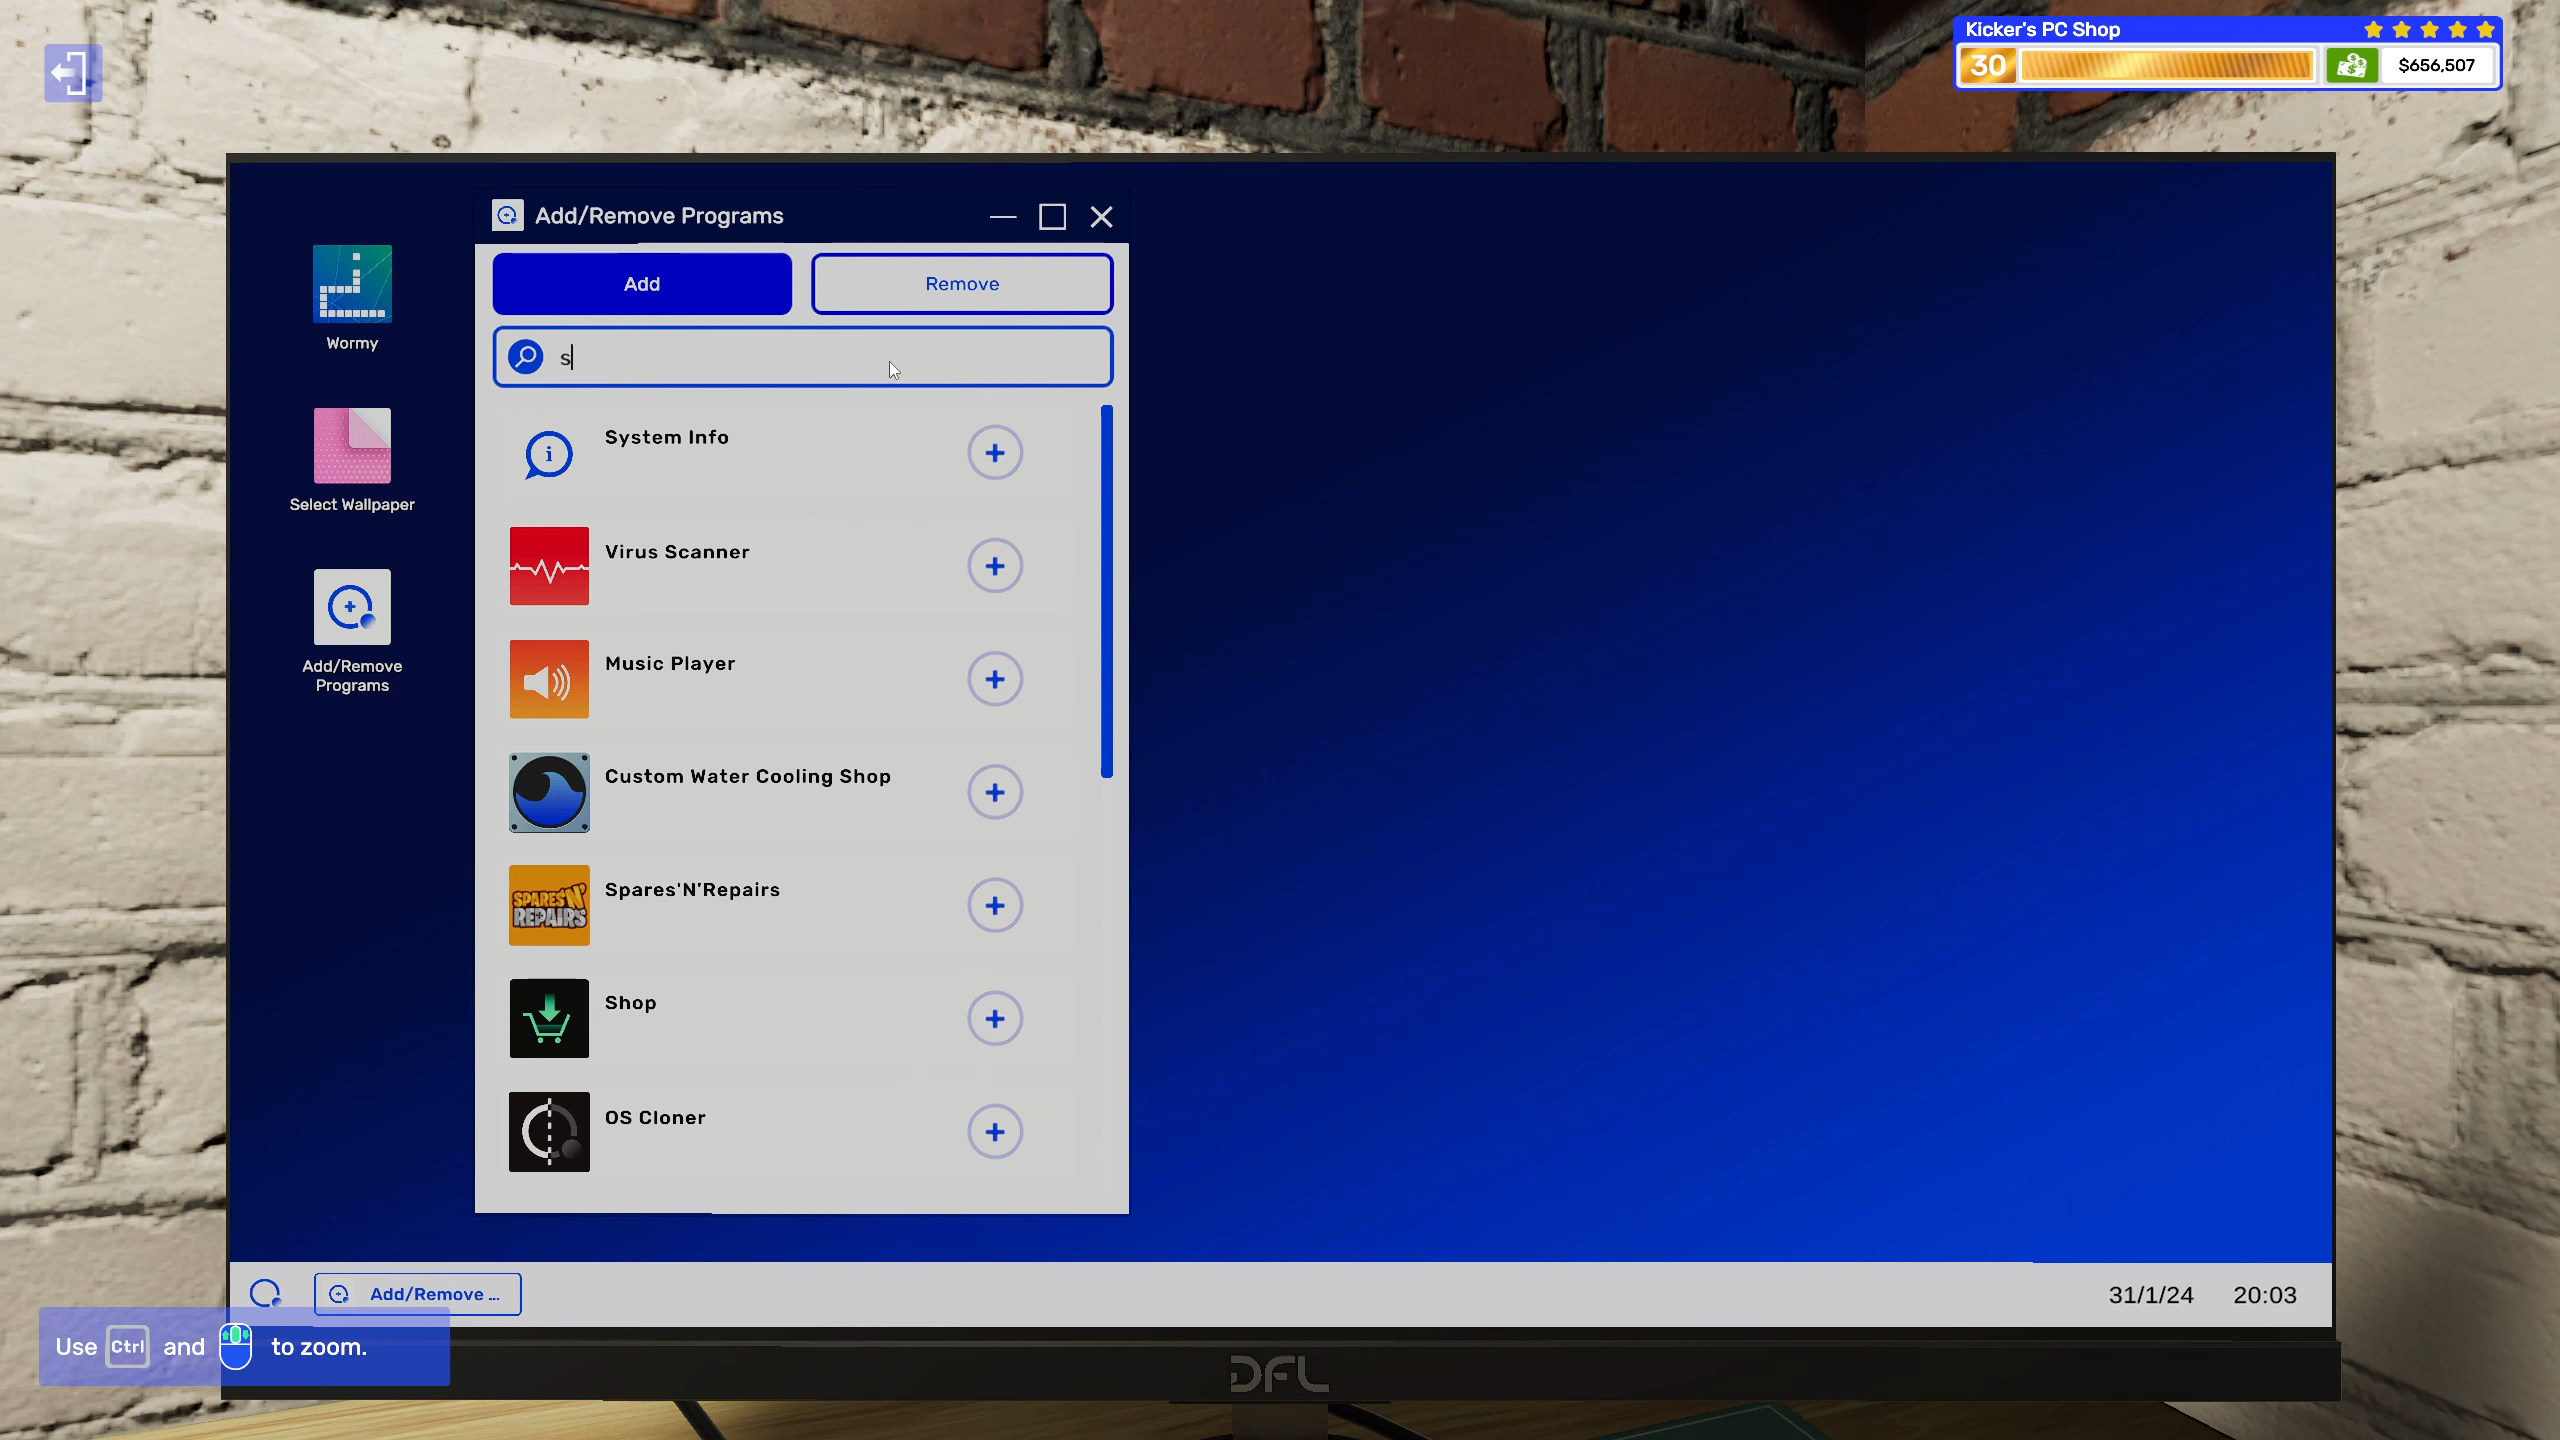 Kicker's PC Shop
30
$656,507
Add/Remove Programs
Add
Remove
s
System Info
Virus Scanner
Music Player
Custom Water Cooling Shop
SPARES'N' REPAIRS
Spares'N'Repairs
Shop
OS Cloner
Wormy
Select Wallpaper
Add/Remove
Programs
Add/Remove ...
31/1/24
20:03
Use Ctrl and to zoom.
DFL